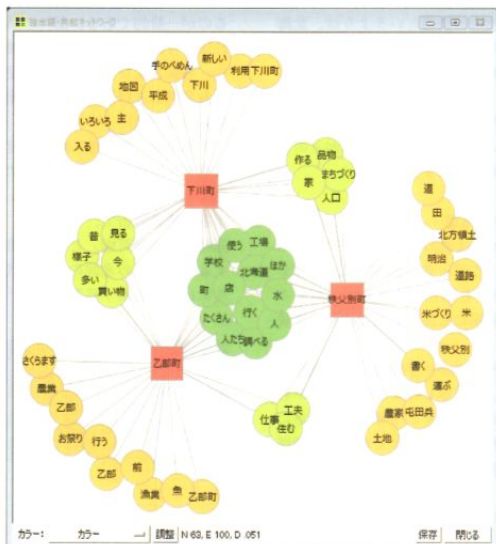 抽出語・共起ネットワーク
新しい
手のべめん
利用
下川町
地図
平成
下川
いろいろ
主
入る
下川町
作る
品物
家
まちづくり
人口
道
田
北方領土
明治
道路
米づくり
米
秩父別
書く
運ぶ
農家
屯田兵
土地
秩父別町
昔
見る
様子
今
多い
買い物
使う
工場
学校
北海道
ほか
町
店
水
たくさん
行く
人
人たち
調べる
乙部町
仕事
工夫
住む
さくらます
農業
乙部
お祭り
行う
乙部
前
漁業
魚
乙部町
カラー: カラー 調整 N 63, E 100, D .051 保存 閉じる